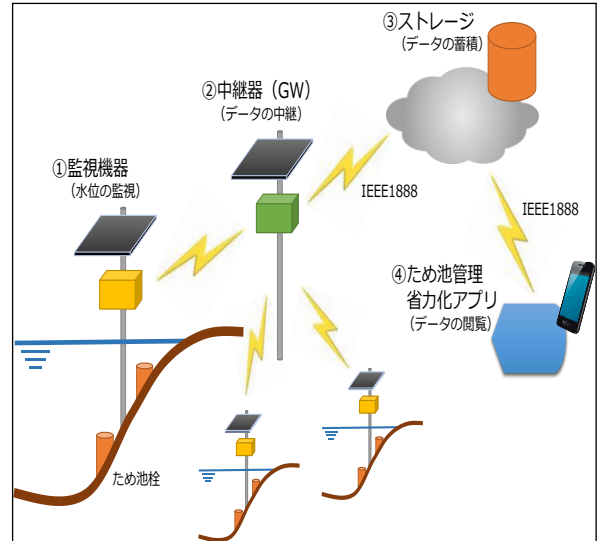 ③ストレージ
(データの蓄積)
②中継器（GW）
(データの中継)
①監視機器
(水位の監視)
IEEE1888
IEEE1888
④ため池管理
省力化アプリ
(データの閲覧)
ため池栓